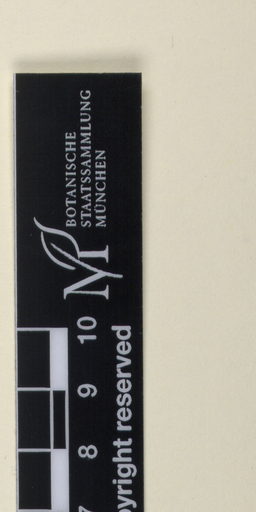 BOTANISCHE
STAATSSAMMLUNG
MÜNCHEN
M
7 8 9 10
pyright reserved